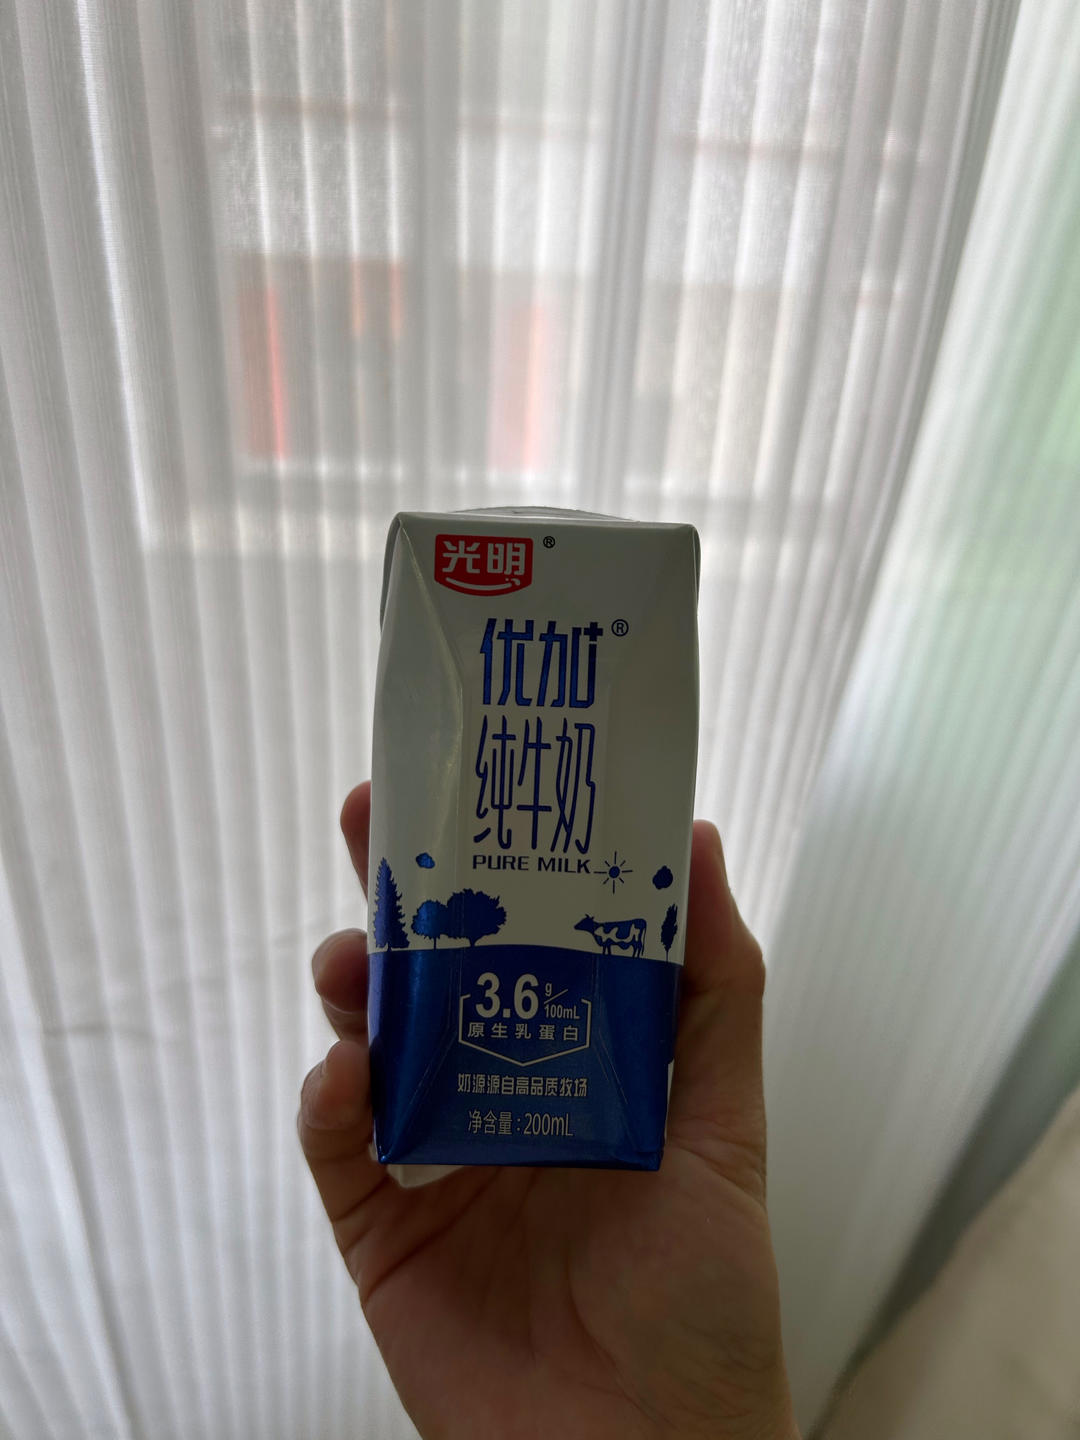 光明®
优加+®
纯牛奶
PURE MILK
3.6g/100mL
原生乳蛋白
奶源源自高品质牧场
净含量:200mL